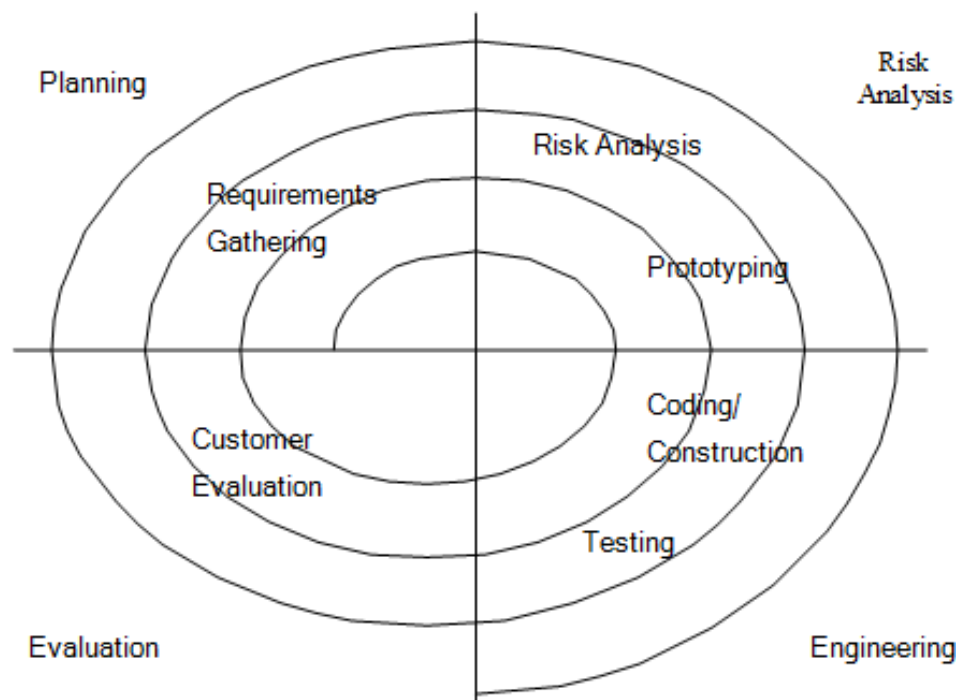 Planning
Risk
Analysis
Risk Analysis
Requirements
Gathering
Prototyping
Coding/
Construction
Customer
Evaluation
Testing
Evaluation
Engineering